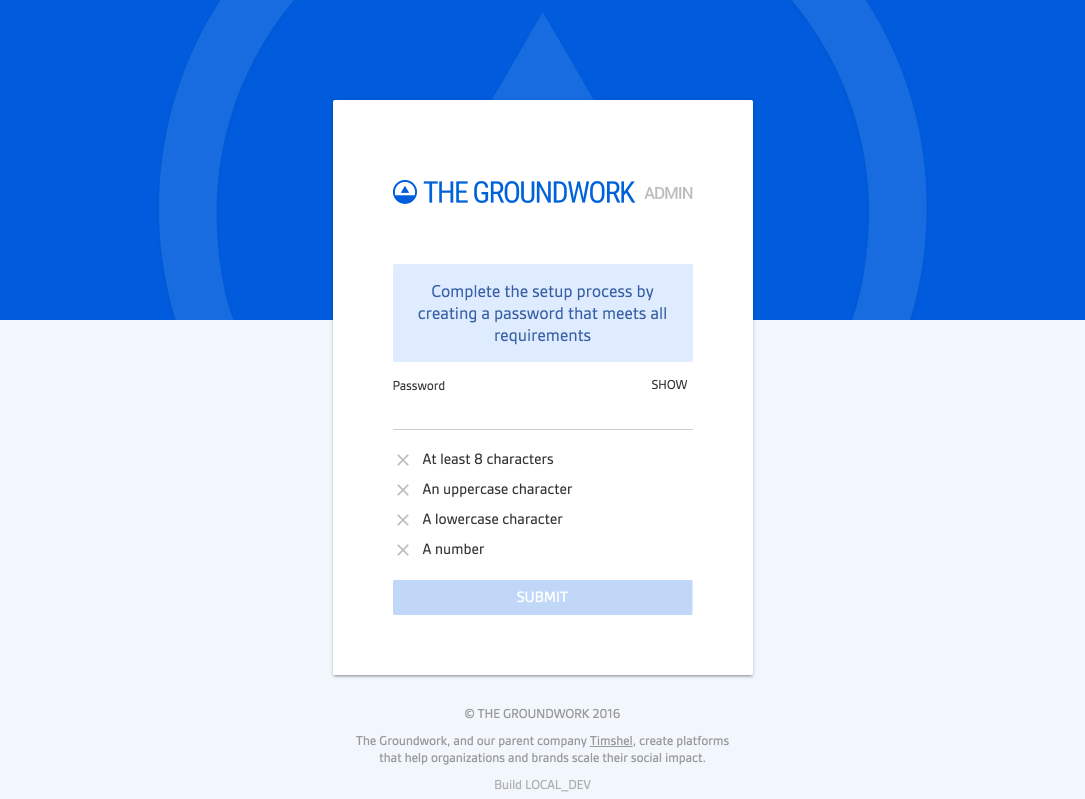 THE GROUNDWORK ADMIN
Complete the setup process by
creating a password that meets all
requirements
Password SHOW
At least 8 characters
An uppercase character
A lowercase character
A number
SUBMIT
© THE GROUNDWORK 2016
The Groundwork, and our parent company Timshel, create platforms
that help organizations and brands scale their social impact.
Build LOCAL_DEV